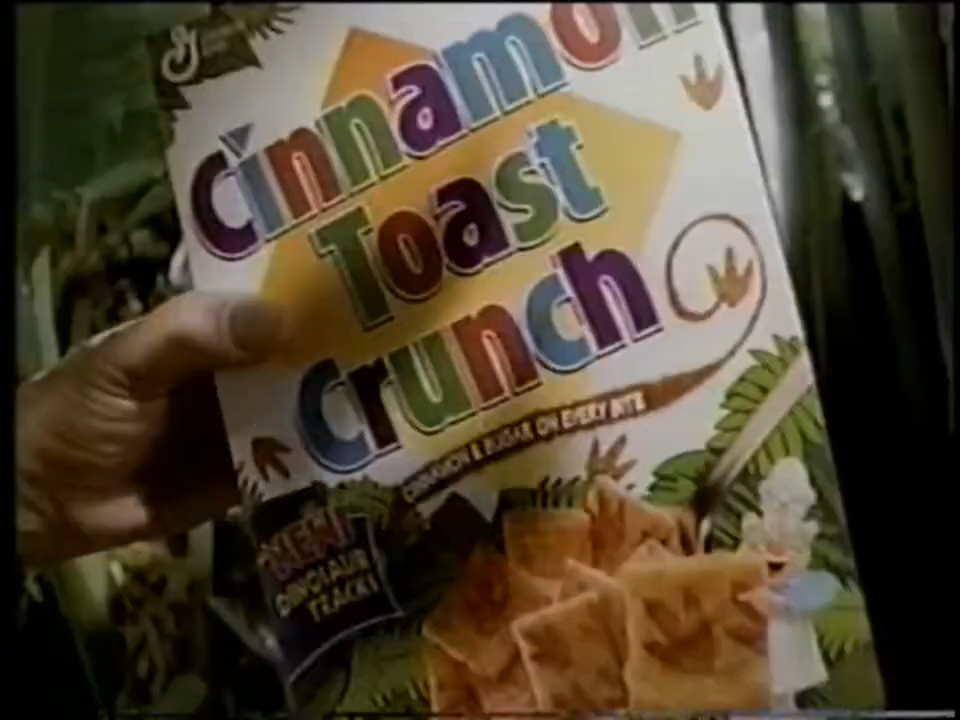 G
Cinnamon
Toast
Crunch
CINNAMON & SUGAR ON EVERY BITE
NEW!
DINOSAUR
TRACKS